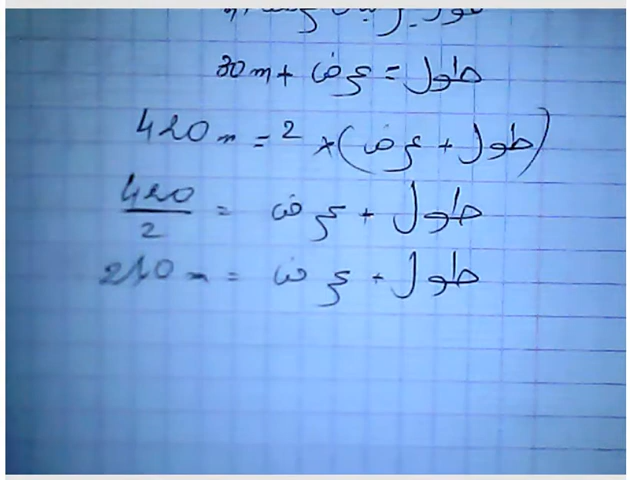 طول = عرض + 30m
(طول + عرض) × 2 = 420m
طول + عرض = 420/2
طول + عرض = 210m